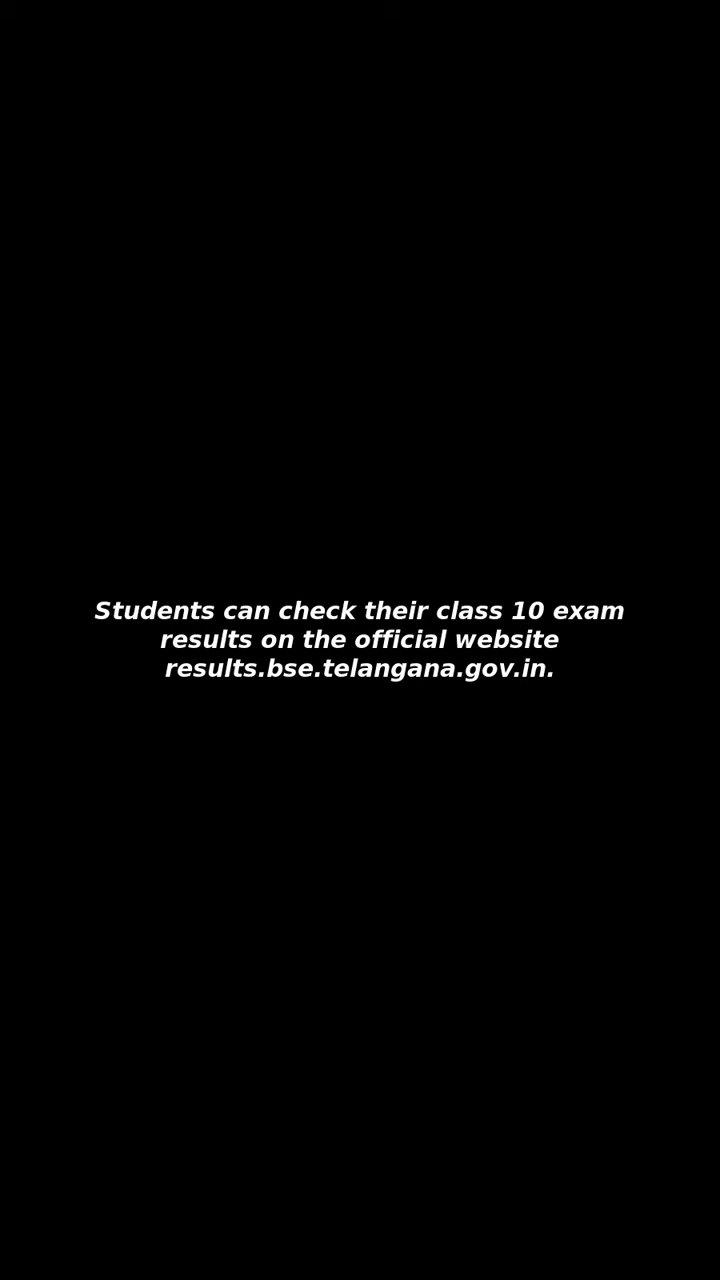 Students can check their class 10 exam
results on the official website
results.bse.telangana.gov.in.